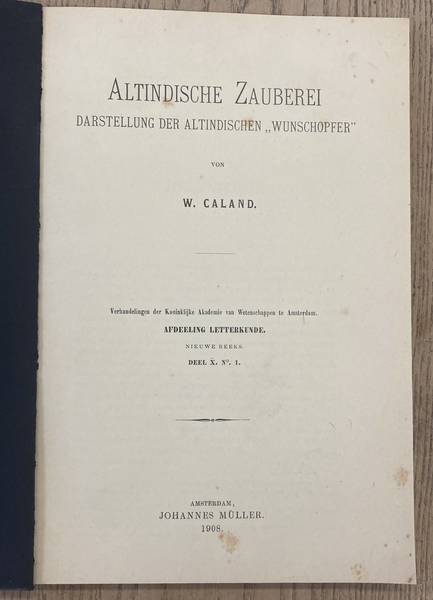 ALTINDISCHE ZAUBEREI
DARSTELLUNG DER ALTINDISCHEN „WUNSCHOPFER”
VON
W. CALAND.
Verhandelingen der Koninklijke Akademie van Wetenschappen te Amsterdam.
AFDEELING LETTERKUNDE.
NIEUWE REEKS.
DEEL X. N°. 1.
AMSTERDAM,
JOHANNES MÜLLER.
1908.